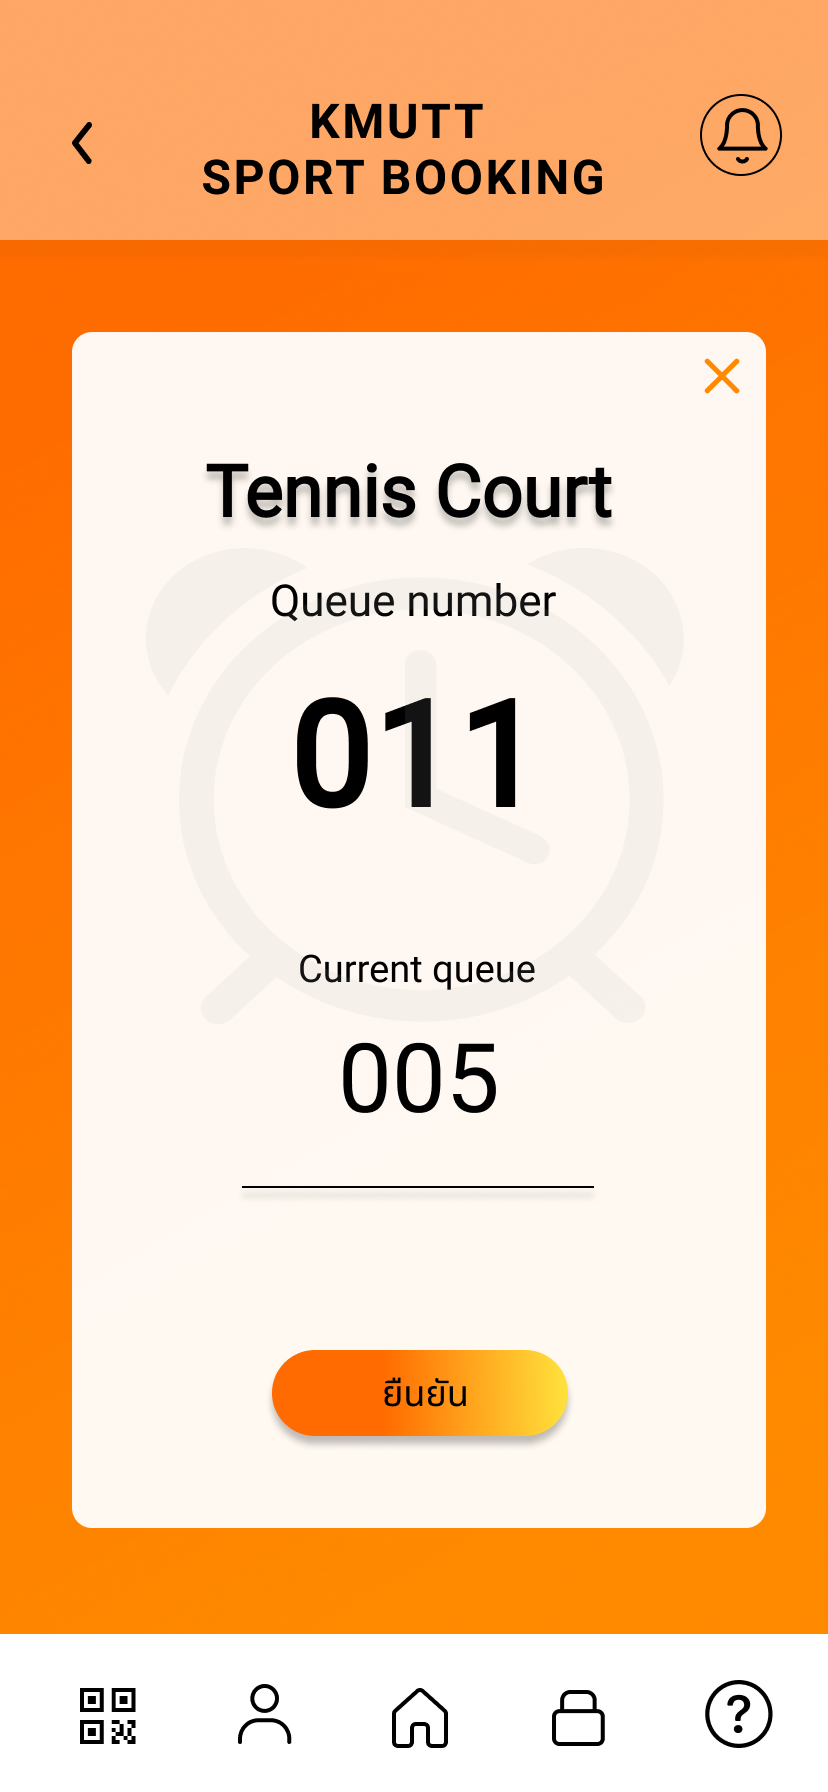 KMUTT
SPORT BOOKING
Tennis Court
Queue number
011
Current queue
005
ยืนยัน
?